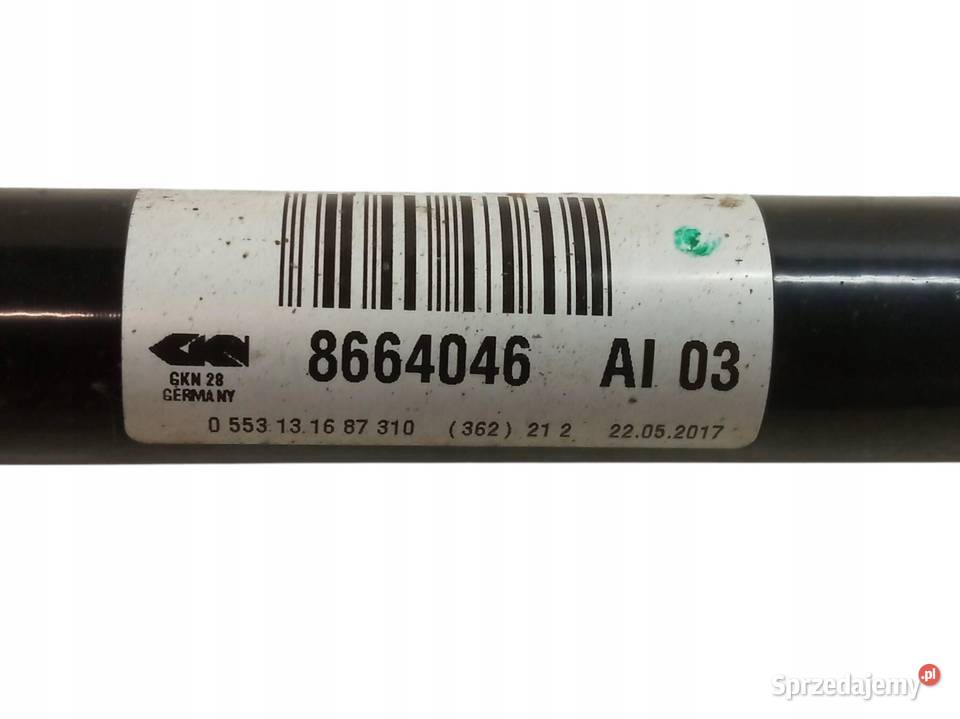 8664046 AI 03
GKN
GKN 28
GERMANY
0 553 13.16 87 310 (362) 21 2 22.05.2017
Sprzedajemy.pl